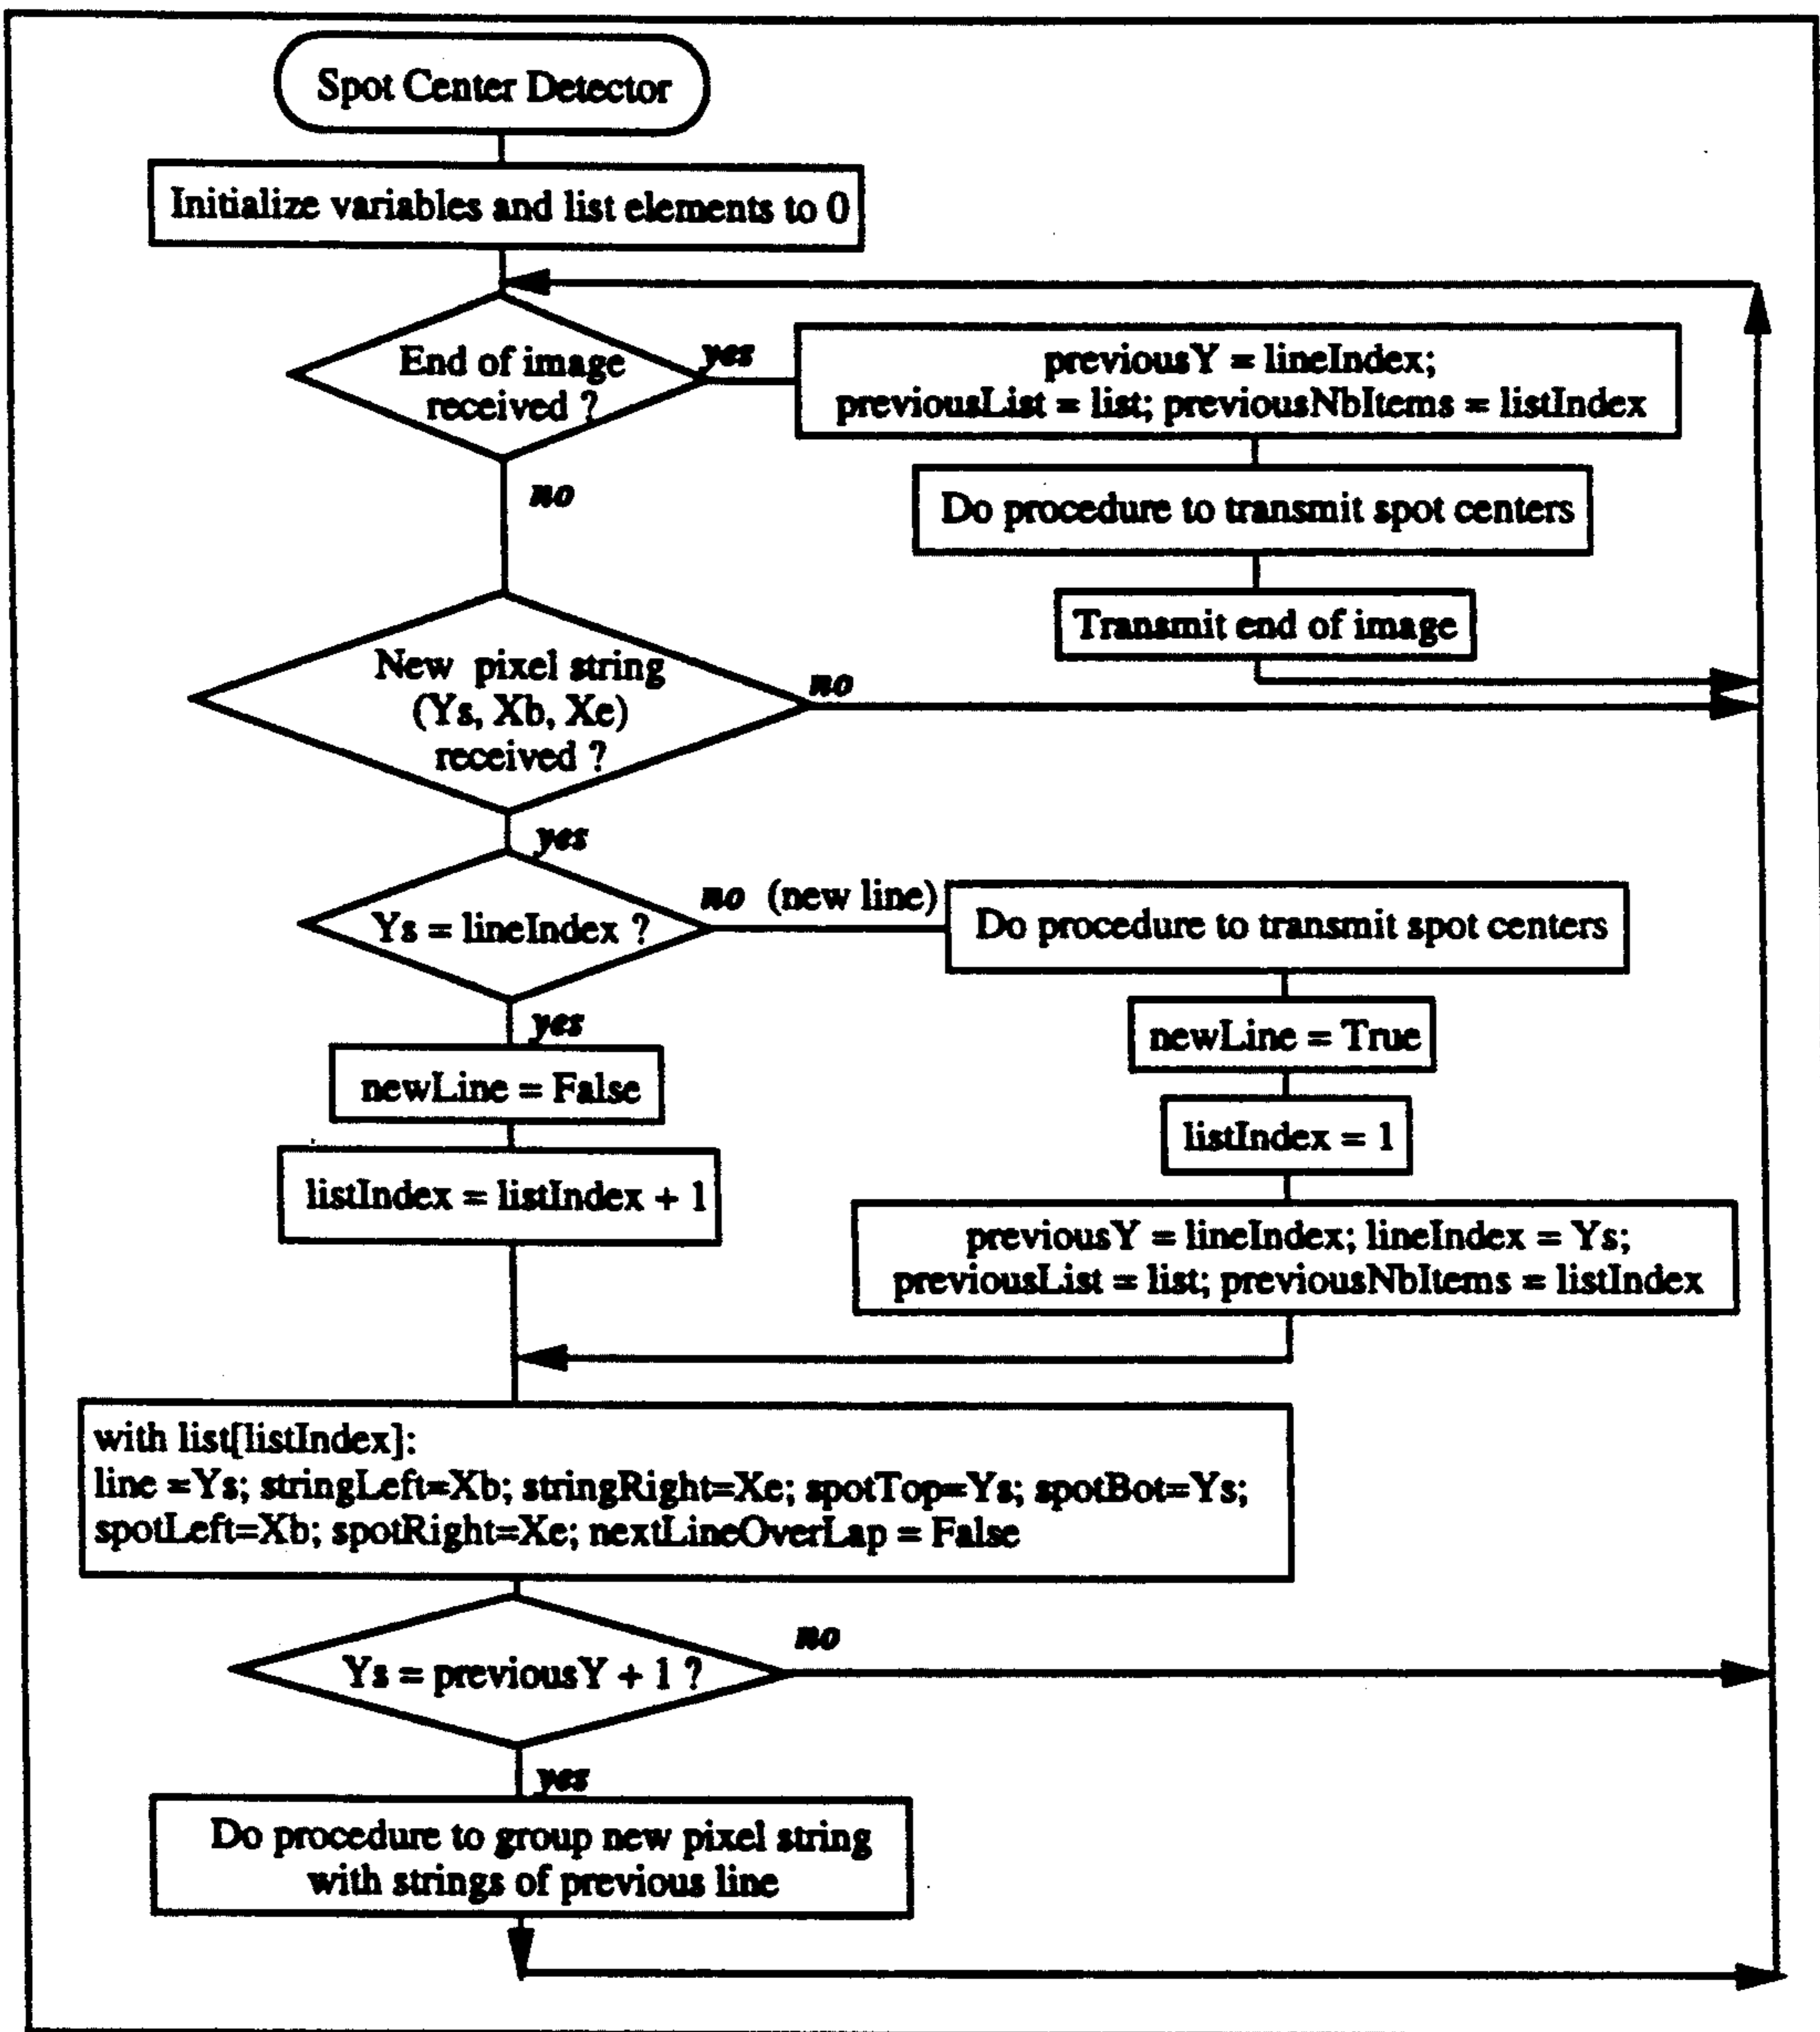 Spot Center Detector
Initialize variables and list elements to 0
End of image
received ?
yes
previousY = lineIndex;
previousList = list; previousNbItems = listIndex
no
Do procedure to transmit spot centers
Transmit end of image
New pixel string
(Ys, Xb, Xe)
received ?
no
yes
Ys = lineIndex ?
no (new line)
Do procedure to transmit spot centers
yes
newLine = True
newLine = False
listIndex = 1
listIndex = listIndex + 1
previousY = lineIndex; lineIndex = Ys;
previousList = list; previousNbItems = listIndex
with list[listIndex]:
line =Ys; stringLeft=Xb; stringRight=Xe; spotTop=Ys; spotBot=Ys;
spotLeft=Xb; spotRight=Xe; nextLineOverLap = False
Ys = previousY + 1 ?
no
yes
Do procedure to group new pixel string
with strings of previous line